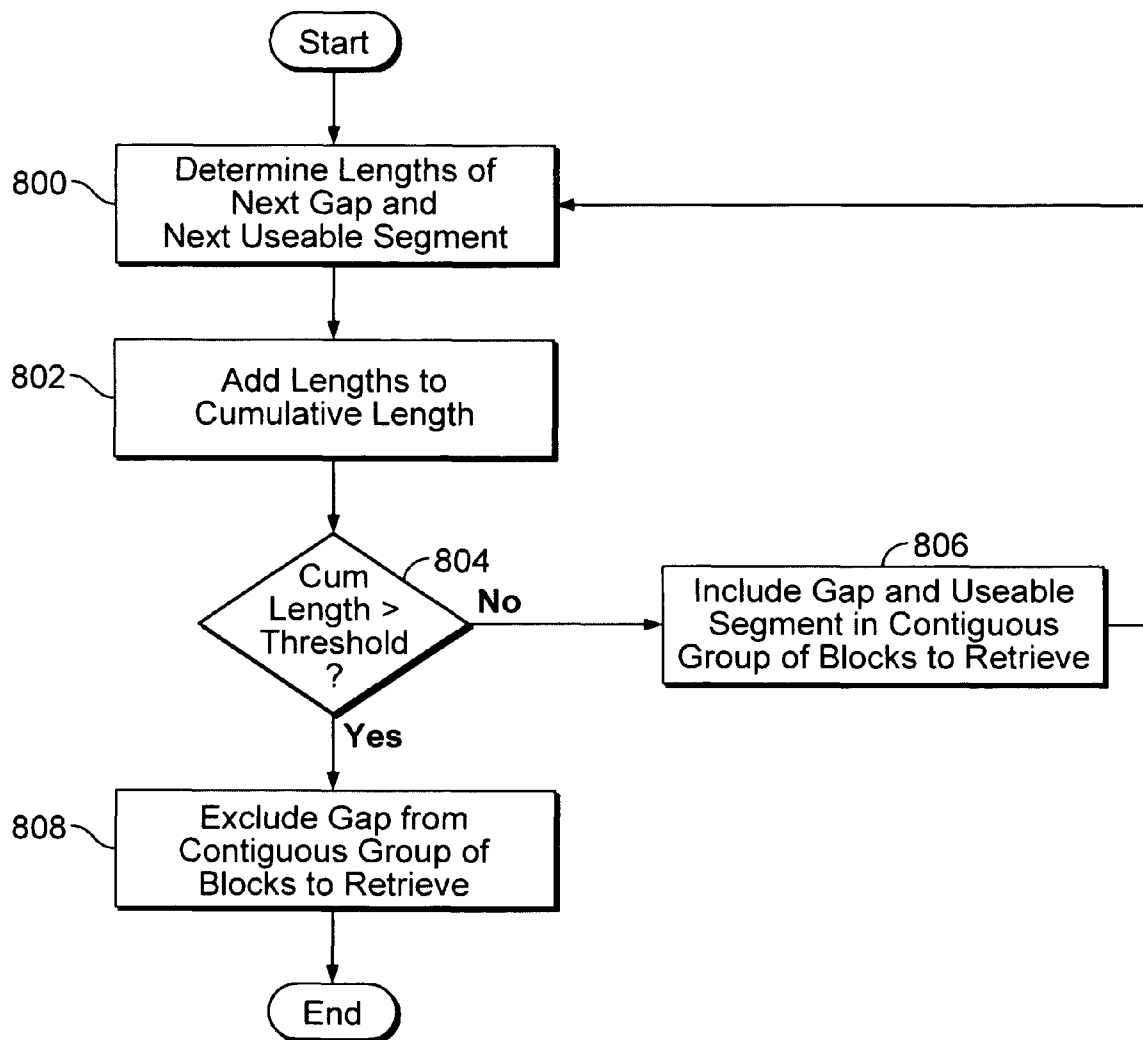 Start
800
Determine Lengths of
Next Gap and
Next Useable Segment
802
Add Lengths to
Cumulative Length
804
Cum
Length >
Threshold
?
No
806
Include Gap and Useable
Segment in Contiguous
Group of Blocks to Retrieve
Yes
808
Exclude Gap from
Contiguous Group of
Blocks to Retrieve
End